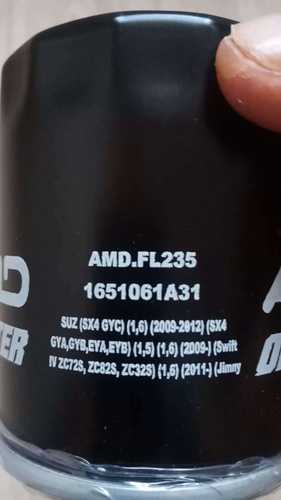 AMD.FL235
1651061A31
SUZ (SX4 GYC) (1,6) (2009-2012) (SX4
GYA,GYB,EYA,EYB) (1,5) (1,6) (2009-) (Swift
IV ZC72S, ZC82S, ZC32S) (1,6) (2011-) (Jimny